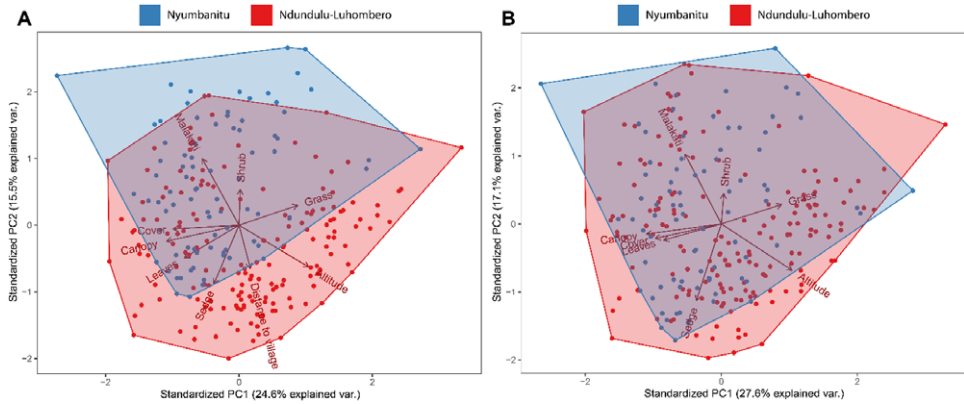 A
Nyumbanitu
Ndundulu-Luhombero
Standardized PC2 (15.5% explained var.)
2
1
0
−1
−2
Malakisi
Shrub
Grass
Cover
Canopy
Leaves
Sedge
Distance to village
Altitude
−2
0
2
Standardized PC1 (24.6% explained var.)
B
Nyumbanitu
Ndundulu-Luhombero
Standardized PC2 (17.1% explained var.)
2
1
0
−1
−2
Shrub
Grass
Canopy
Cover
Leaves
Sedge
Altitude
−2
0
2
Standardized PC1 (27.6% explained var.)